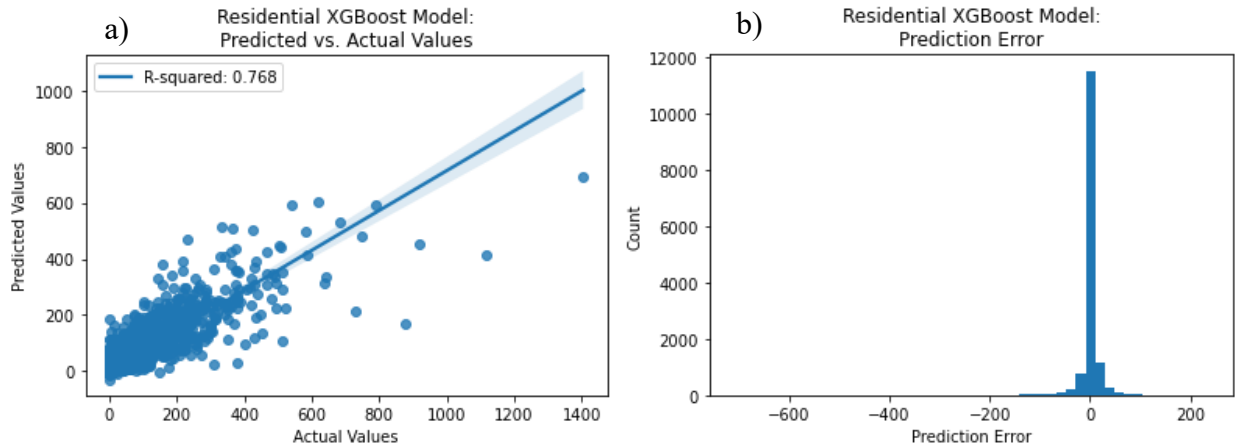 a)
Residential XGBoost Model:
Predicted vs. Actual Values
R-squared: 0.768
Predicted Values
1000
800
600
400
200
0
0 200 400 600 800 1000 1200 1400
Actual Values
b)
Residential XGBoost Model:
Prediction Error
Count
12000
10000
8000
6000
4000
2000
0
−600 −400 −200 0 200
Prediction Error